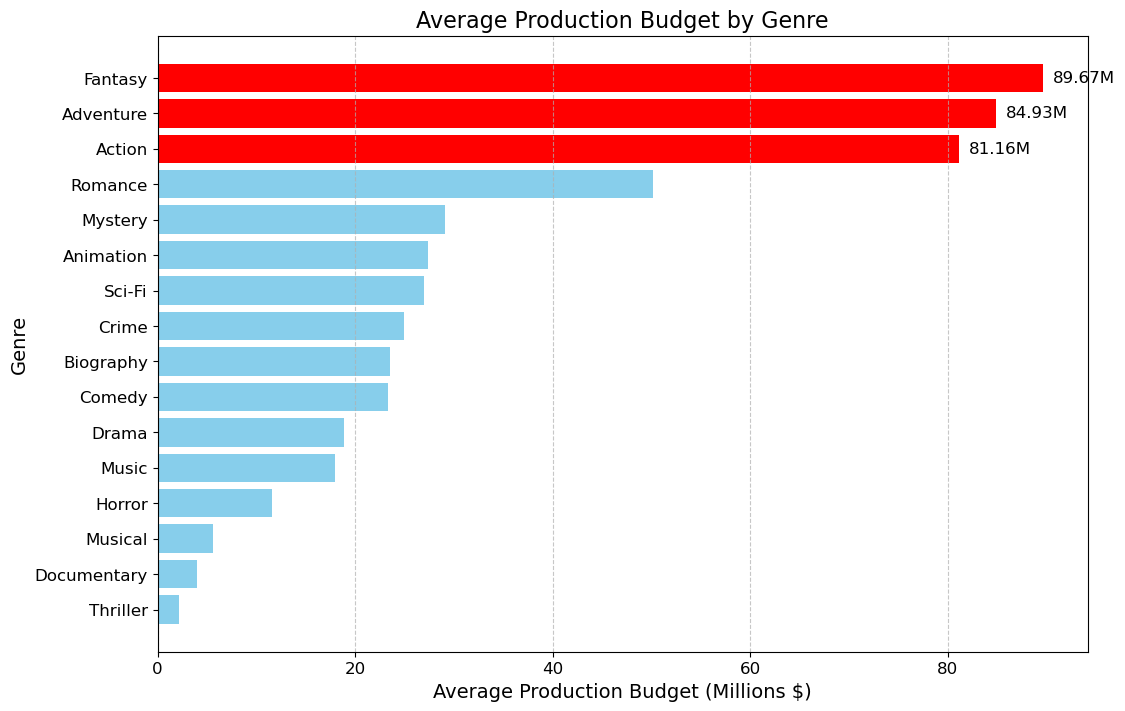 Average Production Budget by Genre
Fantasy
89.67M
Adventure
84.93M
Action
81.16M
Romance
Mystery
Animation
Sci-Fi
Crime
Biography
Comedy
Drama
Music
Horror
Musical
Documentary
Thriller
Genre
0
20
40
60
80
Average Production Budget (Millions $)